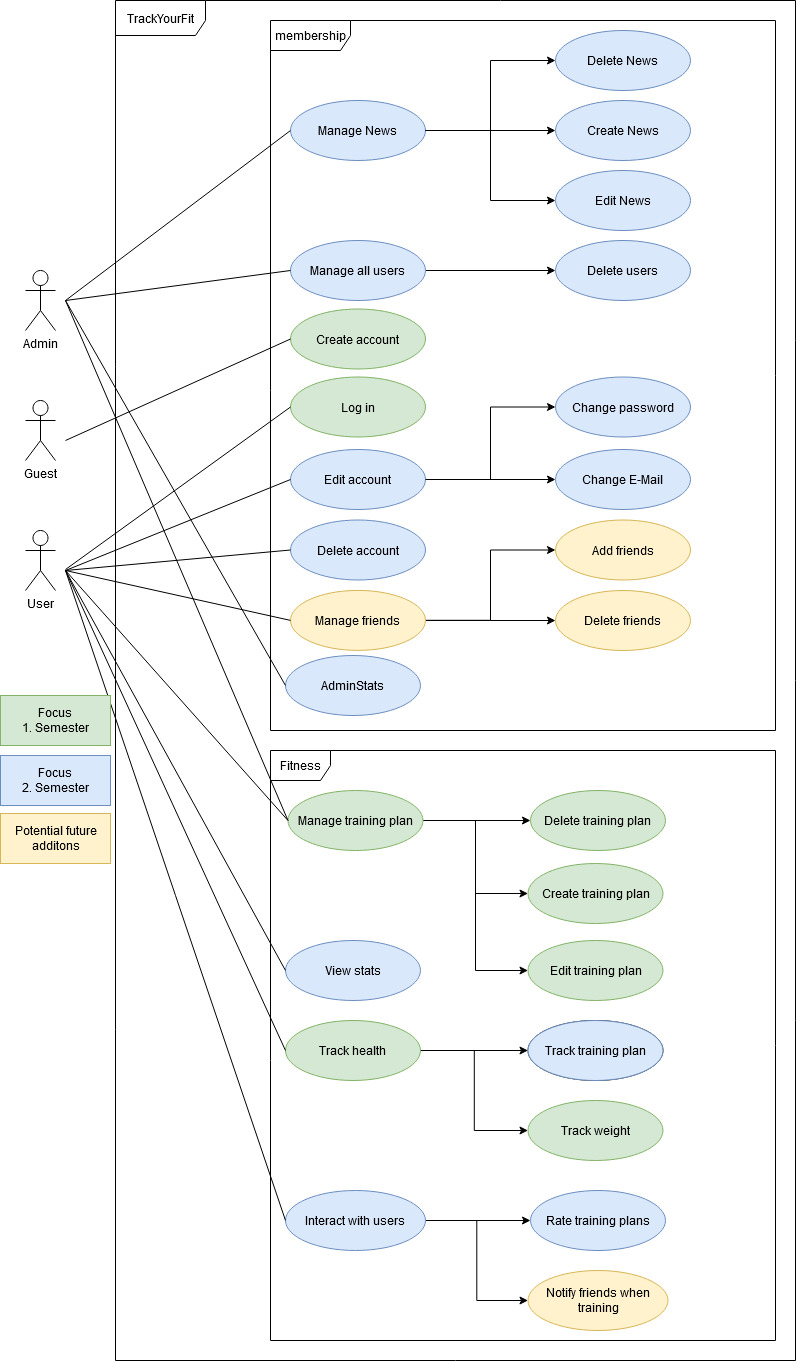 TrackYourFit
membership
Manage News
Delete News
Create News
Edit News
Manage all users
Delete users
Admin
Create account
Log in
Change password
Guest
Edit account
Change E-Mail
Delete account
Add friends
User
Manage friends
Delete friends
AdminStats
Focus
1. Semester
Focus
2. Semester
Potential future
additons
Fitness
Manage training plan
Delete training plan
Create training plan
View stats
Edit training plan
Track health
Track training plan
Track weight
Interact with users
Rate training plans
Notify friends when
training